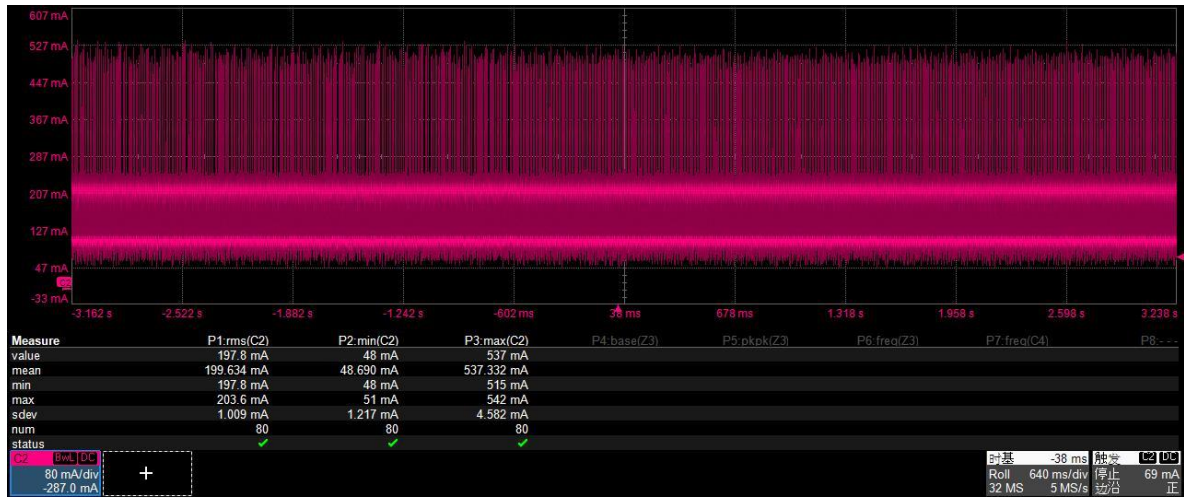 607 mA
527 mA
447 mA
367 mA
287 mA
207 mA
127 mA
47 mA
C2
-33 mA
-3.162 s -2.522 s -1.882 s -1.242 s -602 ms 38 ms 678 ms 1.318 s 1.958 s 2.598 s 3.238 s
Measure P1:rms(C2) P2:min(C2) P3:max(C2) P4:base(Z3) P5:pkpk(Z3) P6:freq(Z3) P7:freq(C4) P8:- - -
value 197.8 mA 48 mA 537 mA
mean 199.634 mA 48.690 mA 537.332 mA
min 197.8 mA 48 mA 515 mA
max 203.6 mA 51 mA 542 mA
sdev 1.009 mA 1.217 mA 4.582 mA
num 80 80 80
status
C2 BwL DC 时基 -38 ms 触发 C2 DC
80 mA/div + Roll 640 ms/div 停止 69 mA
-287.0 mA 32 MS 5 MS/s 边沿 正